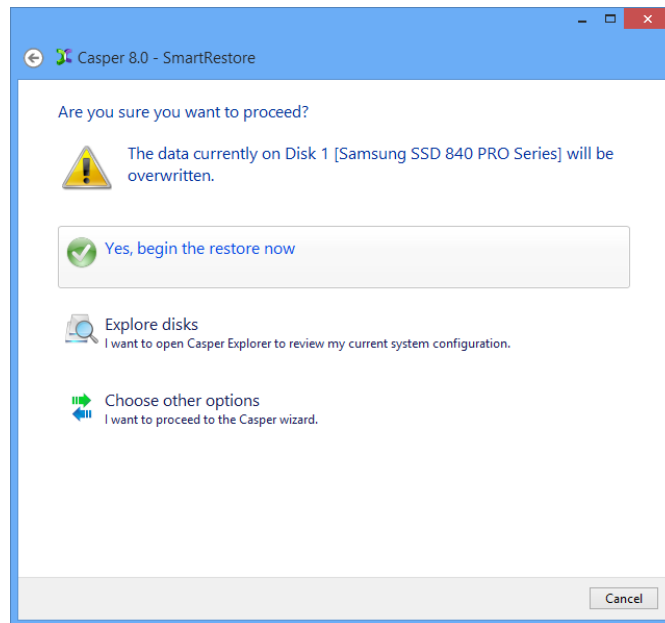 Casper 8.0 - SmartRestore
Are you sure you want to proceed?
The data currently on Disk 1 [Samsung SSD 840 PRO Series] will be
overwritten.
Yes, begin the restore now
Explore disks
I want to open Casper Explorer to review my current system configuration.
Choose other options
I want to proceed to the Casper wizard.
Cancel